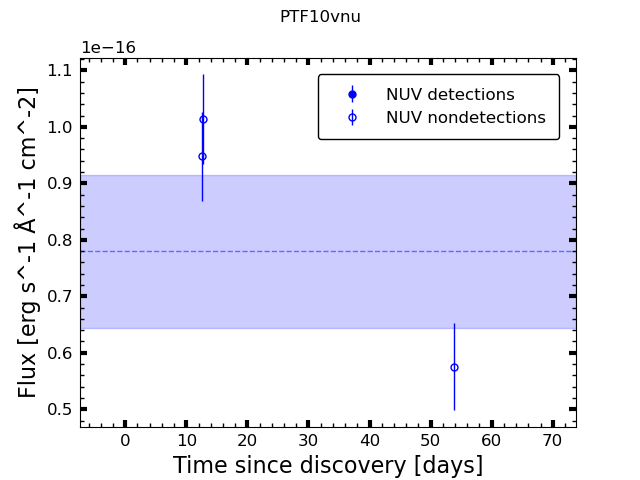 PTF10vnu
1e−16
1.1
1.0
0.9
0.8
0.7
0.6
0.5
Flux [erg s^-1 Å^-1 cm^-2]
NUV detections
NUV nondetections
0 10 20 30 40 50 60 70
Time since discovery [days]